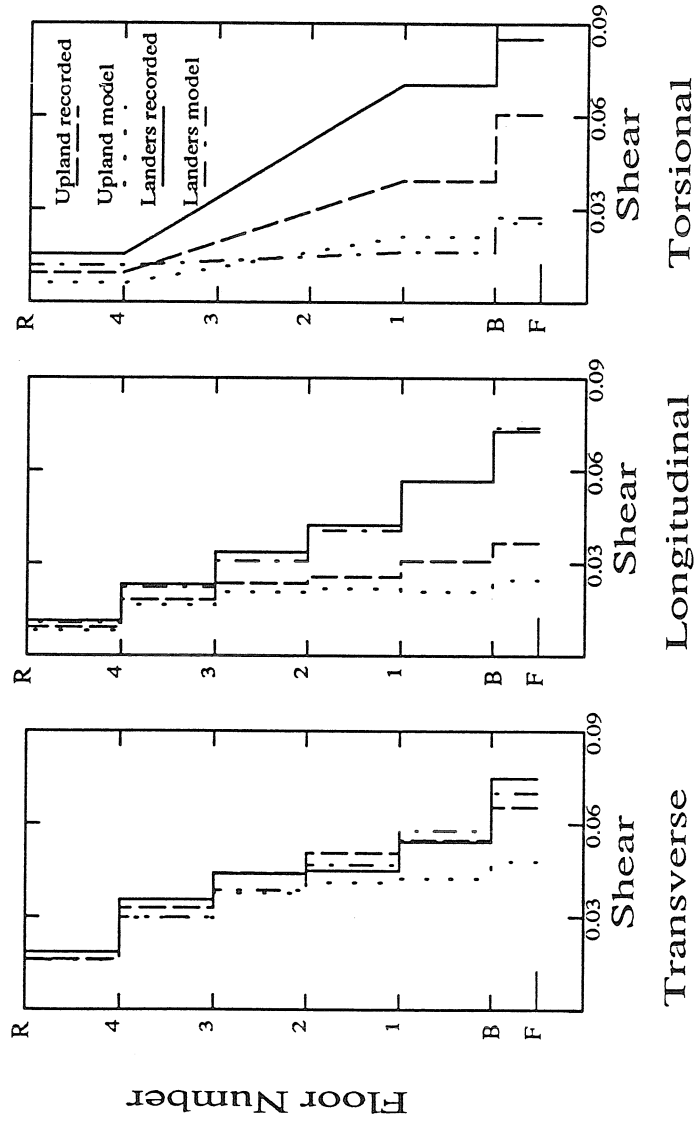 Floor Number
R
4
3
2
1
B
F
0.03
0.06
0.09
Shear
Transverse
R
4
3
2
1
B
F
0.03
0.06
0.09
Shear
Longitudinal
R
4
3
2
1
B
F
Upland recorded
Upland model
Landers recorded
Landers model
0.03
0.06
0.09
Shear
Torsional